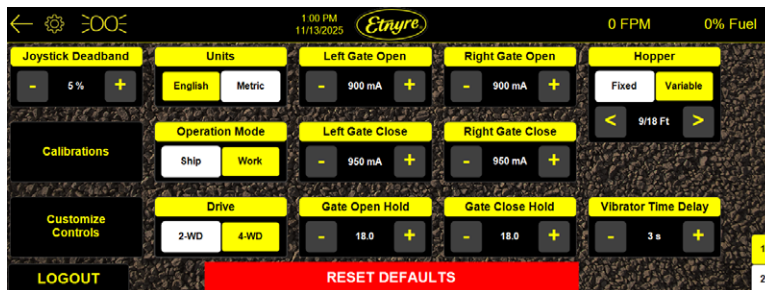 1:00 PM
11/13/2025
Etnyre
0 FPM
0% Fuel
Joystick Deadband
- 5 % +
Units
English Metric
Left Gate Open
- 900 mA +
Right Gate Open
- 900 mA +
Hopper
Fixed Variable
< 9/18 Ft >
Calibrations
Operation Mode
Ship Work
Left Gate Close
- 950 mA +
Right Gate Close
- 950 mA +
Customize
Controls
Drive
2-WD 4-WD
Gate Open Hold
- 18.0 +
Gate Close Hold
- 18.0 +
Vibrator Time Delay
- 3 s +
1
2
LOGOUT
RESET DEFAULTS